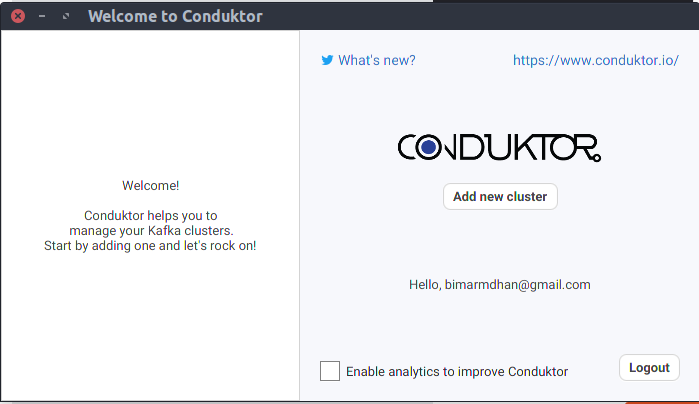 Welcome to Conduktor
What's new?
https://www.conduktor.io/
CONDUKTOR
Add new cluster
Welcome!
Conduktor helps you to
manage your Kafka clusters.
Start by adding one and let's rock on!
Hello, bimarmdhan@gmail.com
Enable analytics to improve Conduktor
Logout